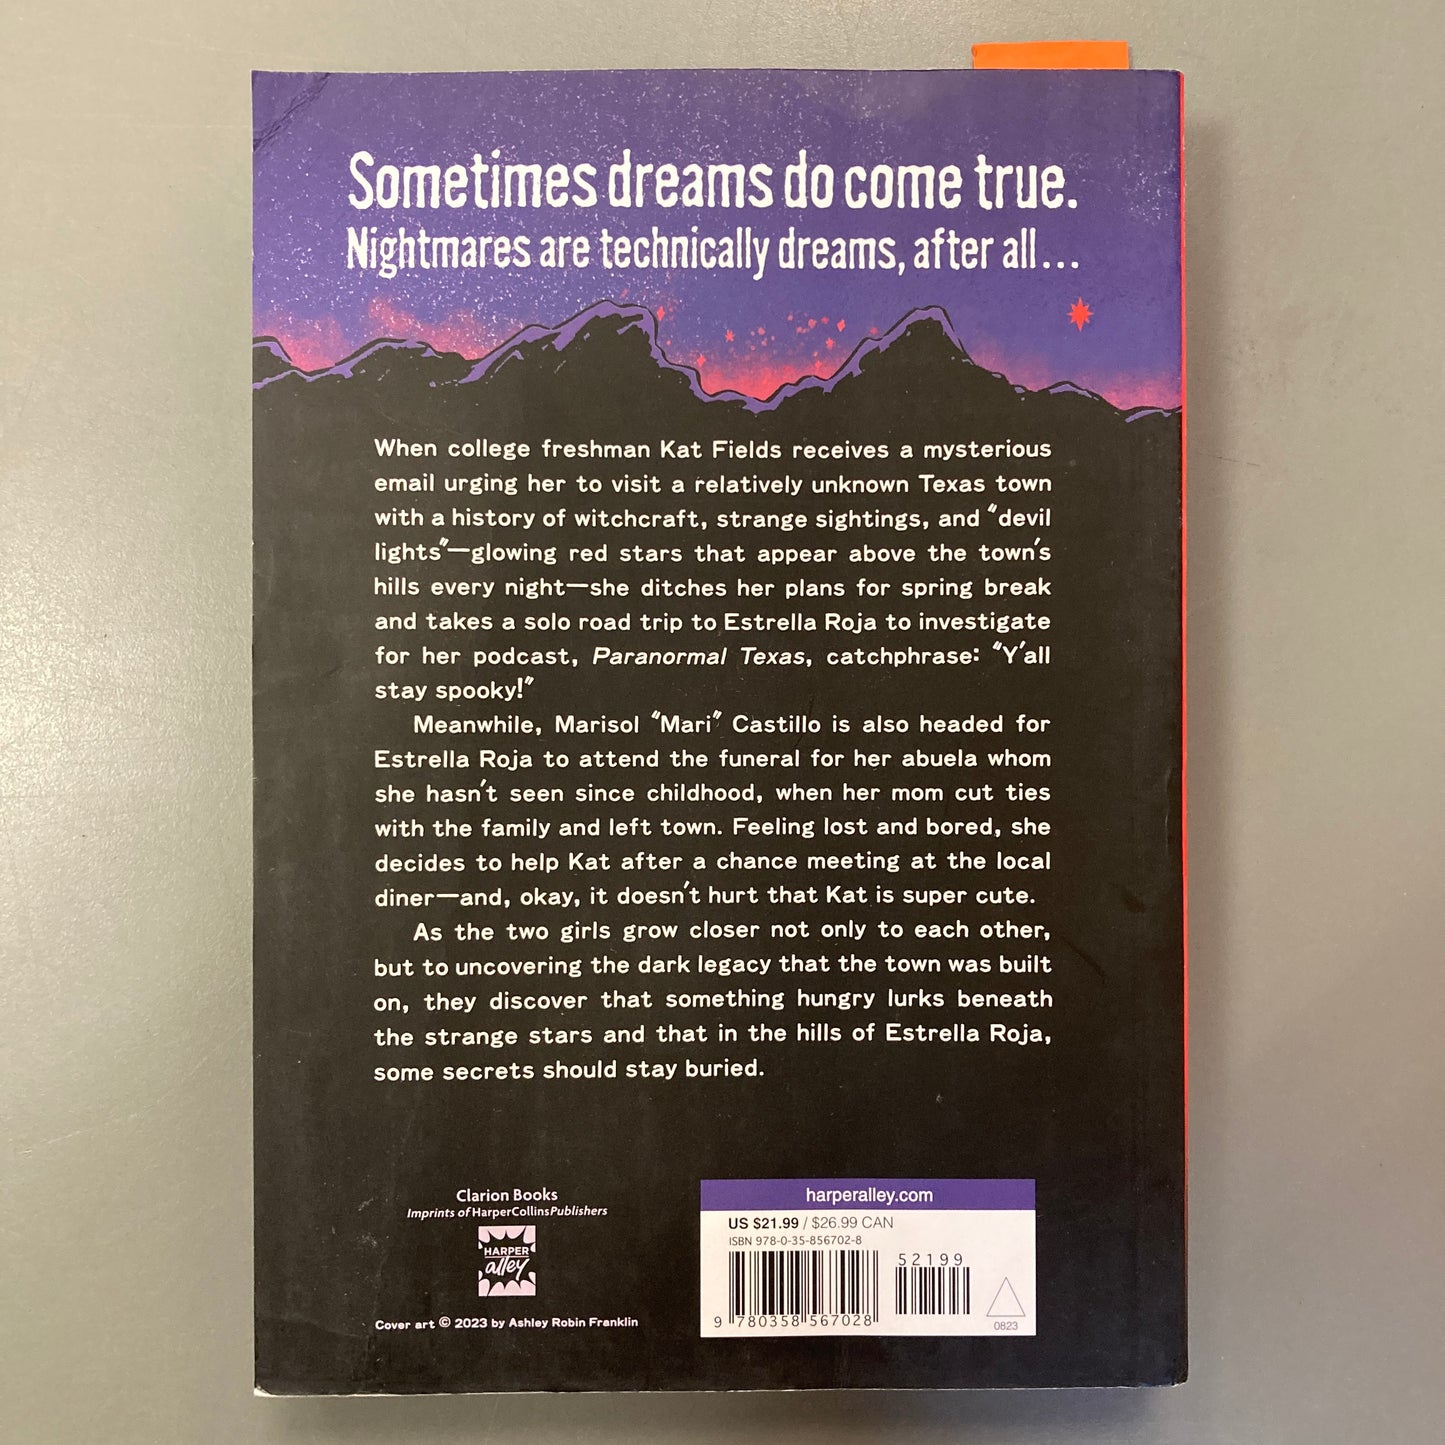 Sometimes dreams do come true.
Nightmares are technically dreams, after all...
When college freshman Kat Fields receives a mysterious
email urging her to visit a relatively unknown Texas town
with a history of witchcraft, strange sightings, and “devil
lights”—glowing red stars that appear above the town's
hills every night—she ditches her plans for spring break
and takes a solo road trip to Estrella Roja to investigate
for her podcast, Paranormal Texas, catchphrase: “Y'all
stay spooky!”
Meanwhile, Marisol “Mari” Castillo is also headed for
Estrella Roja to attend the funeral for her abuela whom
she hasn't seen since childhood, when her mom cut ties
with the family and left town. Feeling lost and bored, she
decides to help Kat after a chance meeting at the local
diner—and, okay, it doesn't hurt that Kat is super cute.
As the two girls grow closer not only to each other,
but to uncovering the dark legacy that the town was built
on, they discover that something hungry lurks beneath
the strange stars and that in the hills of Estrella Roja,
some secrets should stay buried.
Clarion Books
Imprints of HarperCollinsPublishers
HARPER
alley
Cover art © 2023 by Ashley Robin Franklin
harperalley.com
US $21.99 / $26.99 CAN
ISBN 978-0-35-856702-8
52199
9 780358 567028
0823